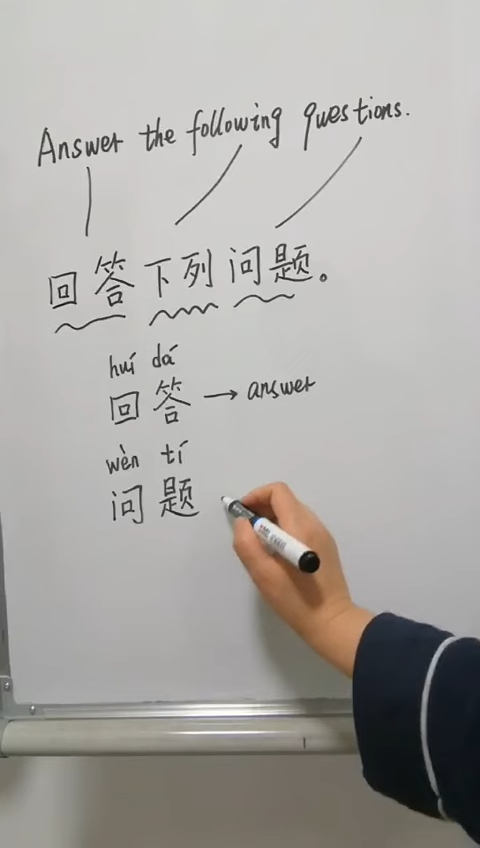 Answer the following questions.
回答下列问题。
huí dá
回答 → answer
wèn tí
问题